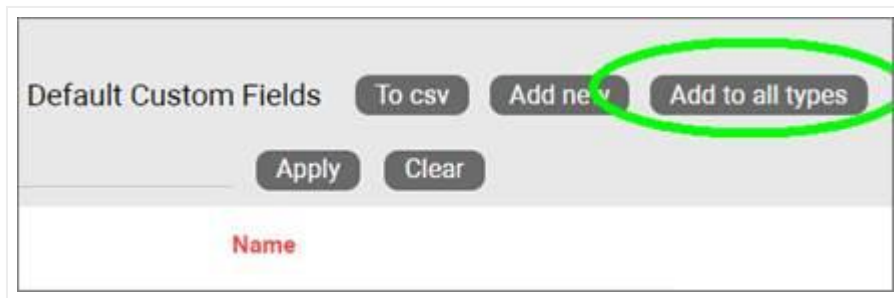 Default Custom Fields To csv Add new Add to all types
Apply Clear
Name